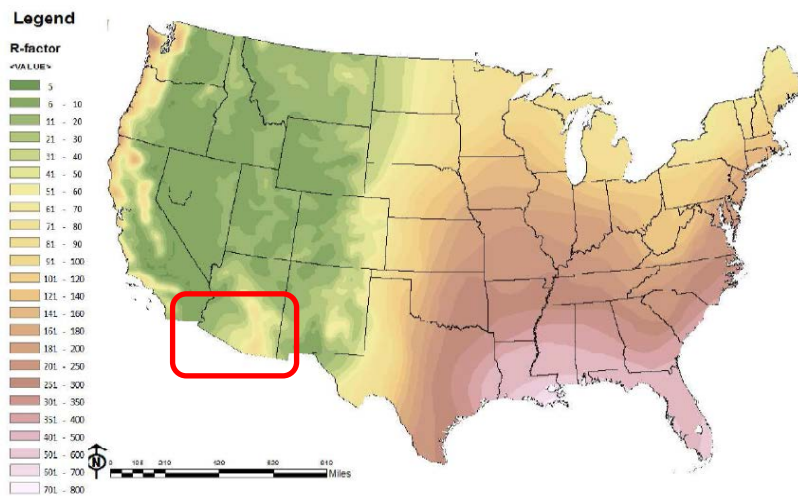 Legend
R-factor
<VALUE>
5
6 - 10
11 - 20
21 - 30
31 - 40
41 - 50
51 - 60
61 - 70
71 - 80
81 - 90
91 - 100
101 - 120
121 - 140
141 - 160
161 - 180
181 - 200
201 - 250
251 - 300
301 - 350
351 - 400
401 - 500
501 - 600
601 - 700
701 - 800
N
Miles